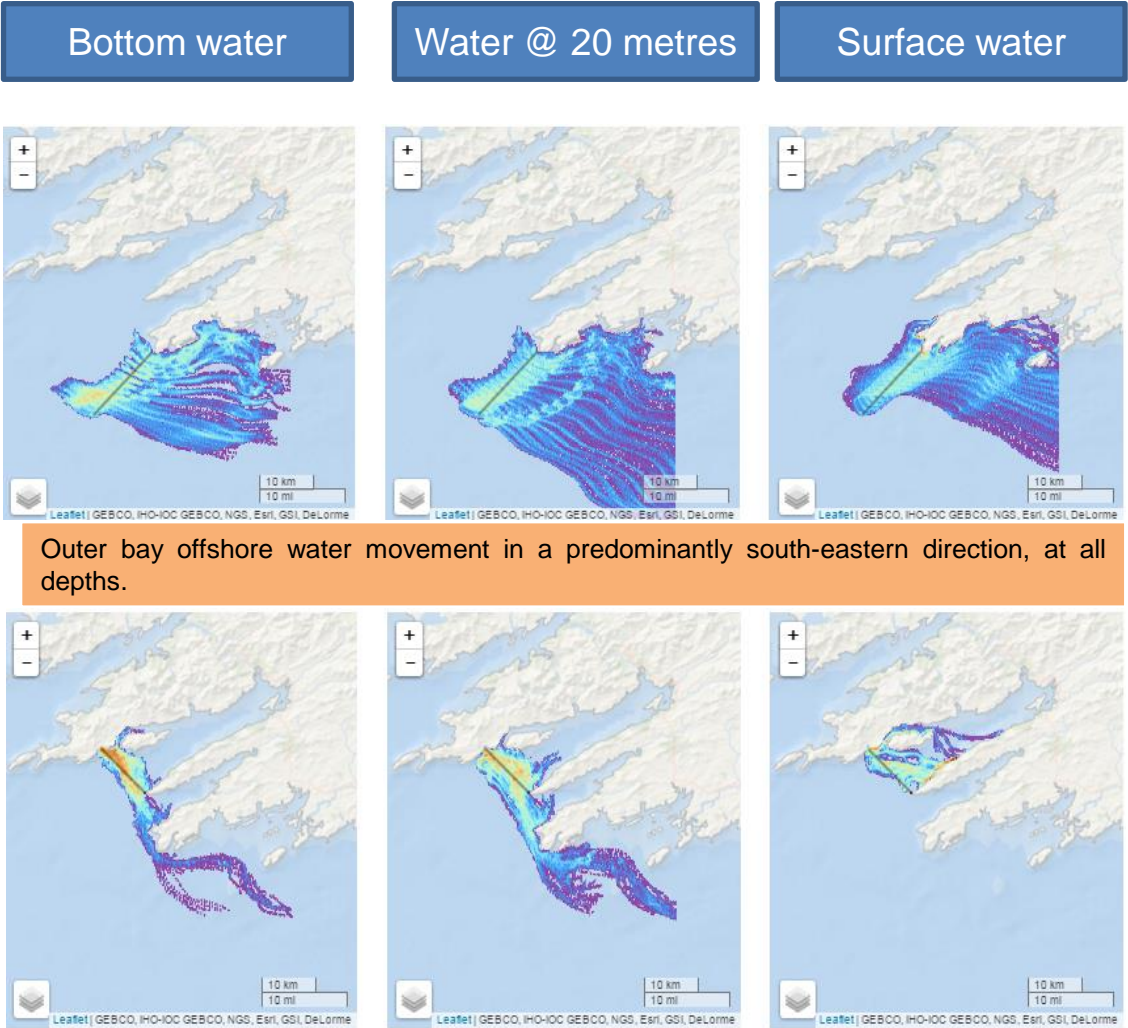 Bottom water
Water @ 20 metres
Surface water
+
−
+
−
+
−
10 km
10 mi
10 km
10 mi
10 km
10 mi
Leaflet | GEBCO, IHO-IOC GEBCO, NGS, Esri, GSI, DeLorme
Leaflet | GEBCO, IHO-IOC GEBCO, NGS, Esri, GSI, DeLorme
Leaflet | GEBCO, IHO-IOC GEBCO, NGS, Esri, GSI, DeLorme
Outer bay offshore water movement in a predominantly south-eastern direction, at all
depths.
+
−
+
−
+
−
10 km
10 mi
10 km
10 mi
10 km
10 mi
Leaflet | GEBCO, IHO-IOC GEBCO, NGS, Esri, GSI, DeLorme
Leaflet | GEBCO, IHO-IOC GEBCO, NGS, Esri, GSI, DeLorme
Leaflet | GEBCO, IHO-IOC GEBCO, NGS, Esri, GSI, DeLorme